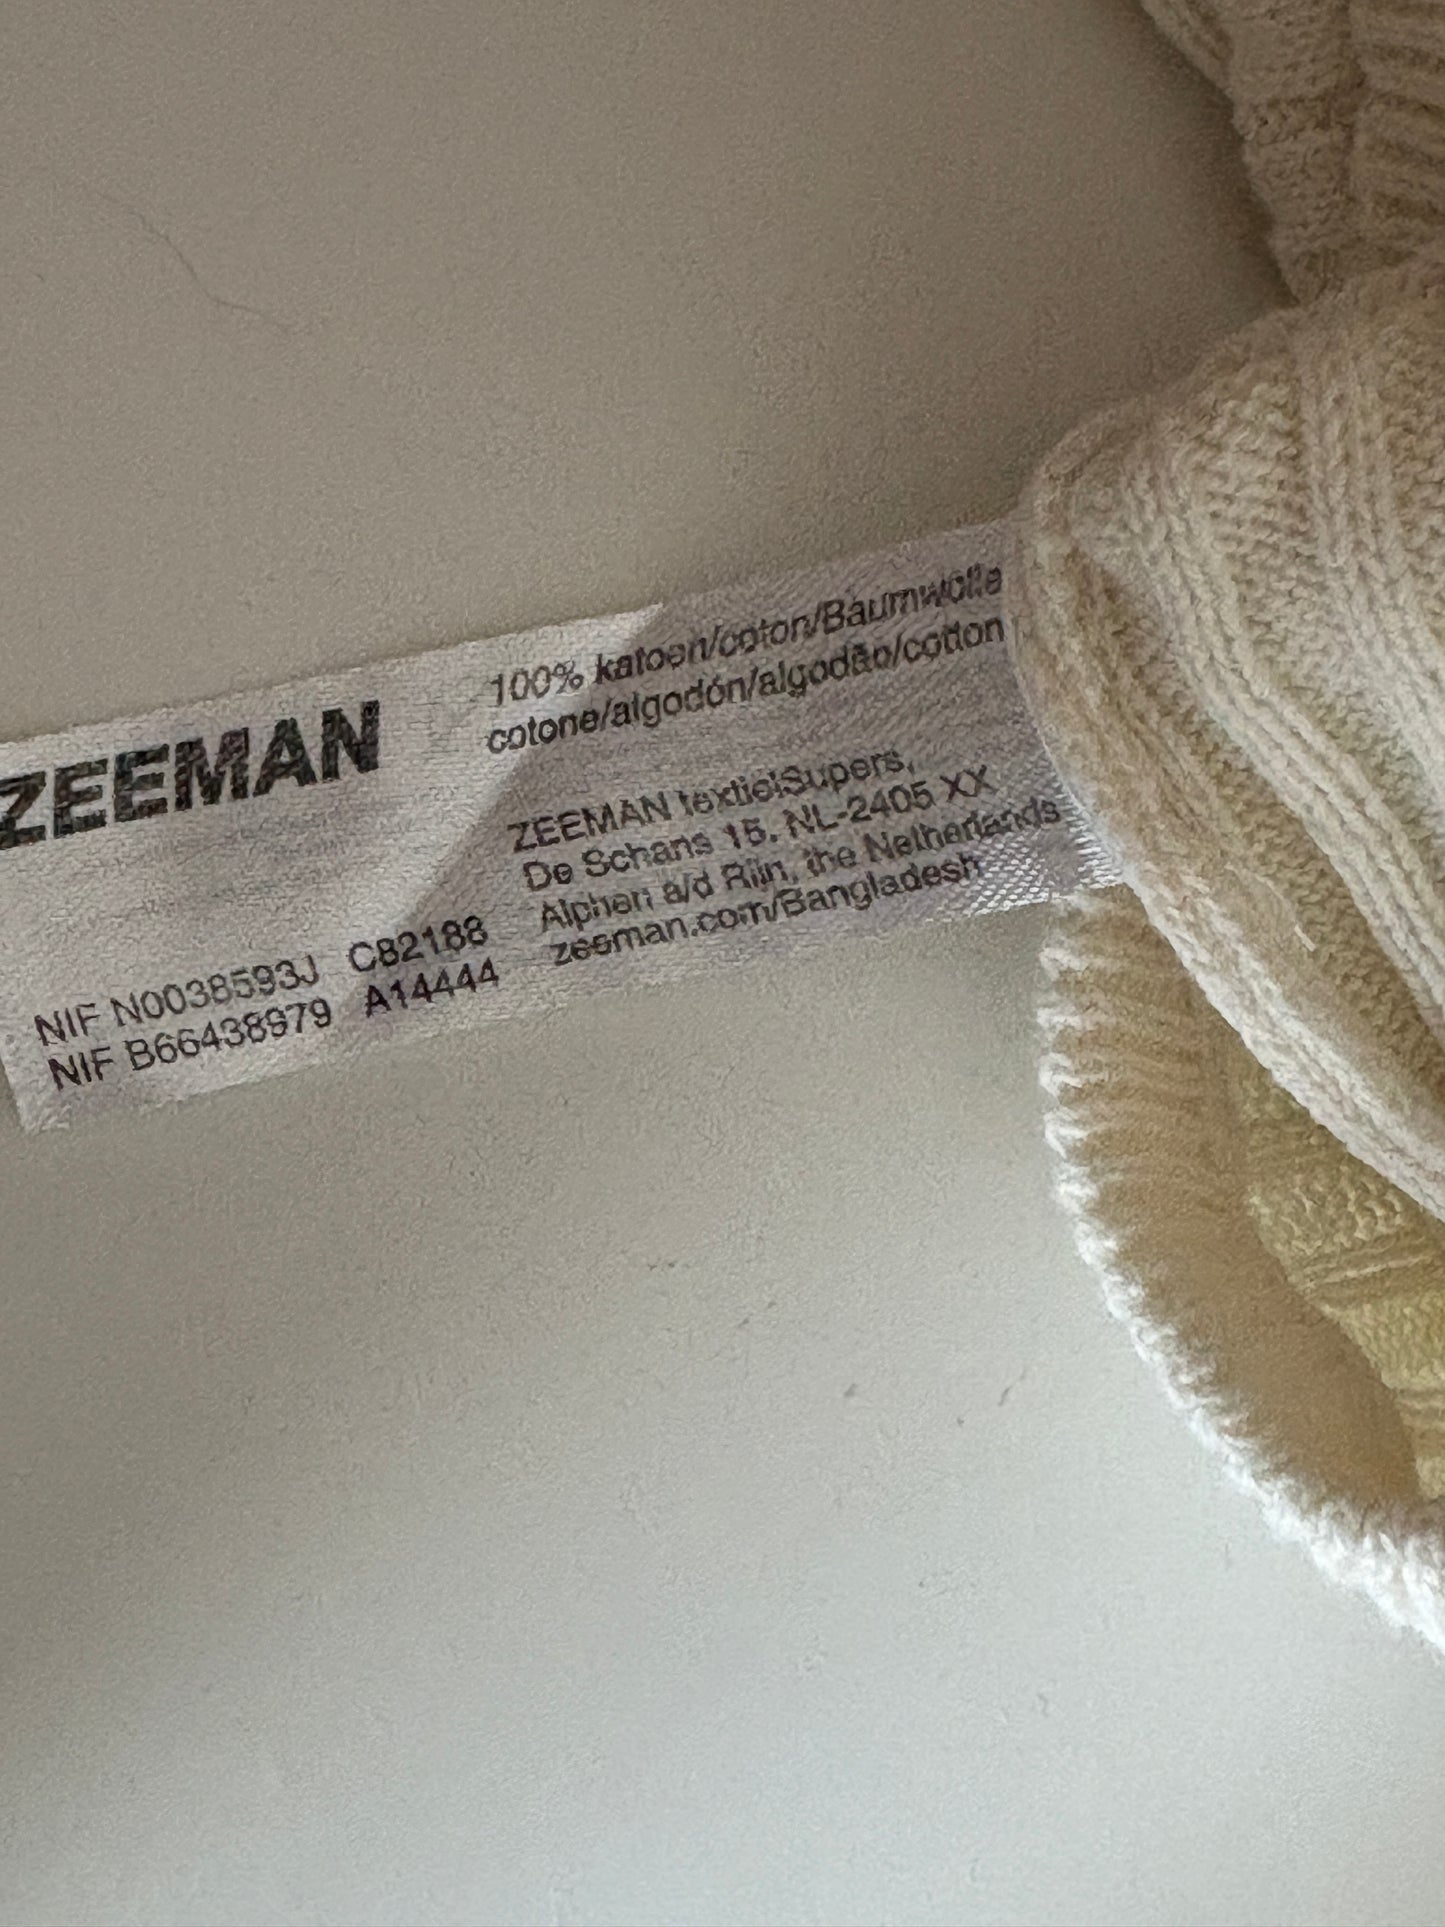 ZEEMAN
100% katoen/coton/Baumwolle
cotone/algodón/algodão/cotton
ZEEMAN textielSupers,
De Schans 15, NL-2405 XX
Alphen a/d Rijn, the Netherlands
zeeman.com/Bangladesh
NIF N0038593J C82188
NIF B66438979 A14444